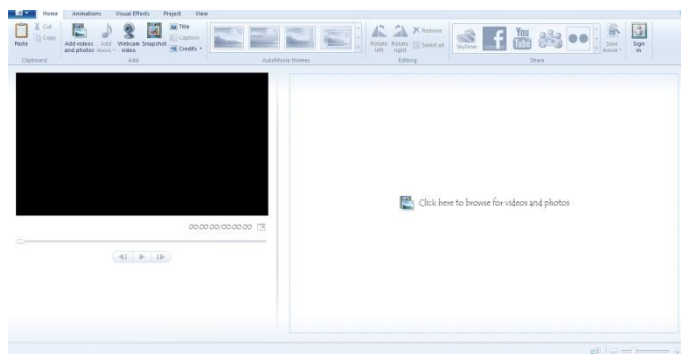 Home Animations Visual Effects Project View
Paste
Cut
Copy
Clipboard
Add videos
and photos
Add
music
Webcam
video
Snapshot
Title
Caption
Credits
Add
AutoMovie themes
Rotate
left
Rotate
right
Remove
Select all
Editing
SkyDrive
f
You
Tube
Share
Save
movie
Sign
in
Click here to browse for videos and photos
00:00:00/00:00:00